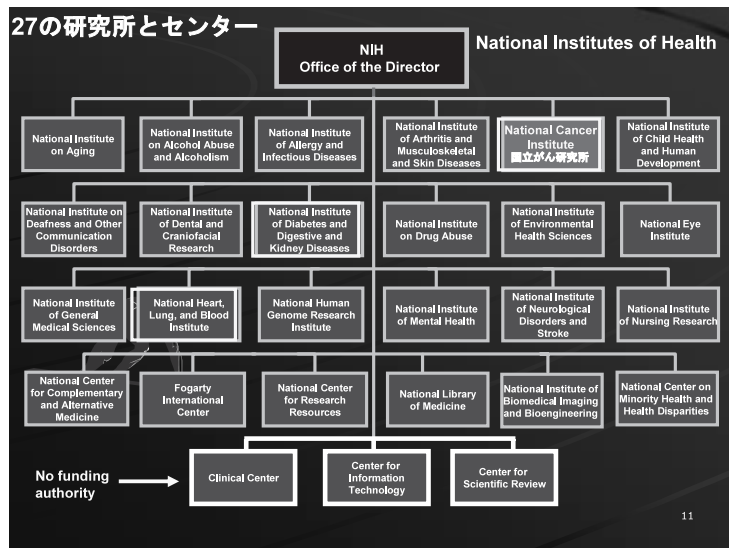 27の研究所とセンター
National Institutes of Health
NIH
Office of the Director
National Institute
on Aging
National Institute
on Alcohol Abuse
and Alcoholism
National Institute
of Allergy and
Infectious Diseases
National Institute
of Arthritis and
Musculoskeletal
and Skin Diseases
National Cancer
Institute
国立がん研究所
National Institute
of Child Health
and Human
Development
National Institute on
Deafness and Other
Communication
Disorders
National Institute
of Dental and
Craniofacial
Research
National Institute
of Diabetes and
Digestive and
Kidney Diseases
National Institute
on Drug Abuse
National Institute
of Environmental
Health Sciences
National Eye
Institute
National Institute
of General
Medical Sciences
National Heart,
Lung, and Blood
Institute
National Human
Genome Research
Institute
National Institute
of Mental Health
National Institute
of Neurological
Disorders and
Stroke
National Institute
of Nursing Research
National Center
for Complementary
and Alternative
Medicine
Fogarty
International
Center
National Center
for Research
Resources
National Library
of Medicine
National Institute of
Biomedical Imaging
and Bioengineering
National Center on
Minority Health and
Health Disparities
No funding
authority
Clinical Center
Center for
Information
Technology
Center for
Scientific Review
11